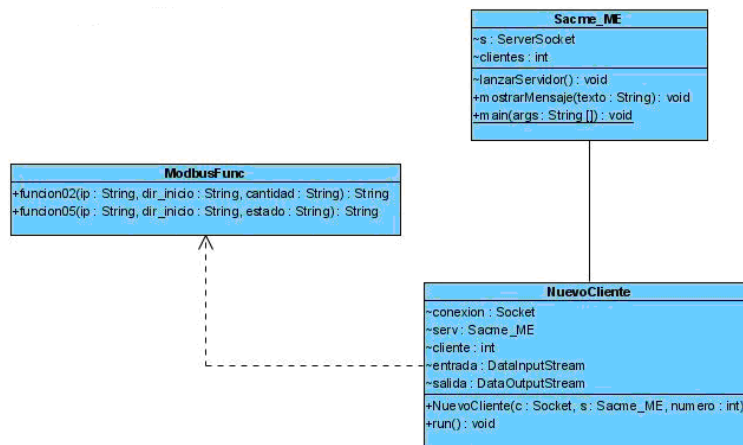 Sacme_ME
~s : ServerSocket
~clientes : int
~lanzarServidor() : void
+mostrarMensaje(texto : String) : void
+main(args : String []) : void
ModbusFunc
+funcion02(ip : String, dir_inicio : String, cantidad : String) : String
+funcion05(ip : String, dir_inicio : String, estado : String) : String
NuevoCliente
~conexion : Socket
~serv : Sacme_ME
~cliente : int
~entrada : DataInputStream
~salida : DataOutputStream
+NuevoCliente(c : Socket, s : Sacme_ME, numero : int)
+run() : void